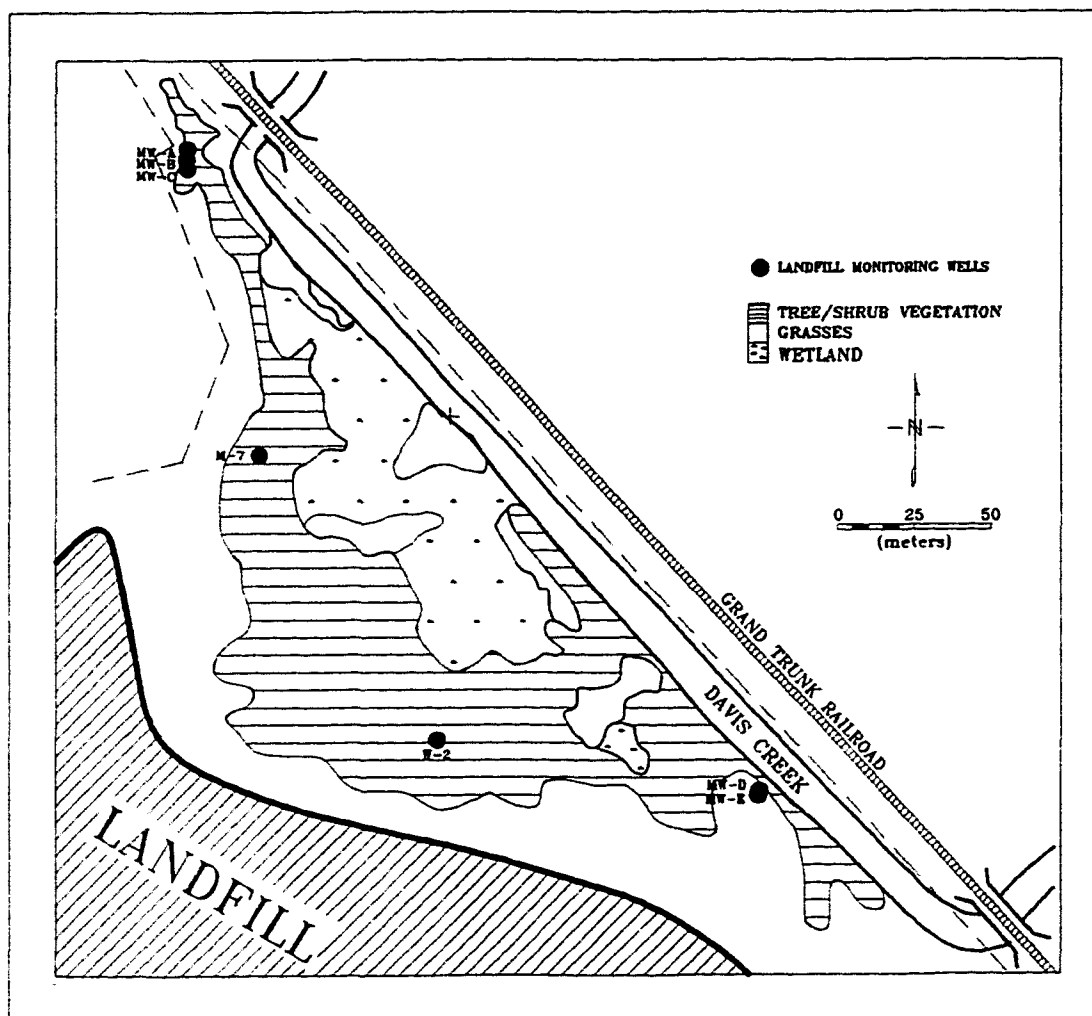 MW-A
MW-B
MW-C
LANDFILL MONITORING WELLS
TREE/SHRUB VEGETATION
GRASSES
WETLAND
N
0 25 50
(meters)
M-7
GRAND TRUNK RAILROAD
DAVIS CREEK
W-2
MW-D
MW-E
LANDFILL